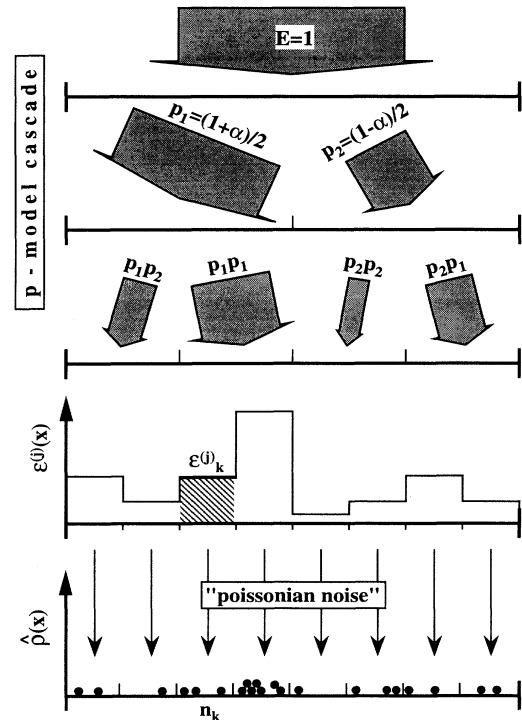 E=1
p - model cascade
p₁=(1+α)/2
p₂=(1-α)/2
p₁p₂
p₁p₁
p₂p₂
p₂p₁
ε⁽ʲ⁾(x)
ε⁽ʲ⁾ₖ
"poissonian noise"
ρ̂(x)
nₖ